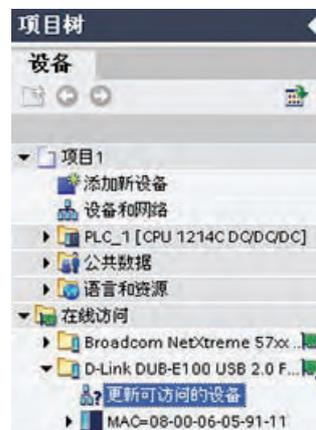 项目树
设备
项目1
添加新设备
设备和网络
PLC_1 [CPU 1214C DC/DC/DC]
公共数据
语言和资源
在线访问
Broadcom NetXtreme 57xx ..
D-Link DUB-E100 USB 2.0 F...
更新可访问的设备
MAC=08-00-06-05-91-11